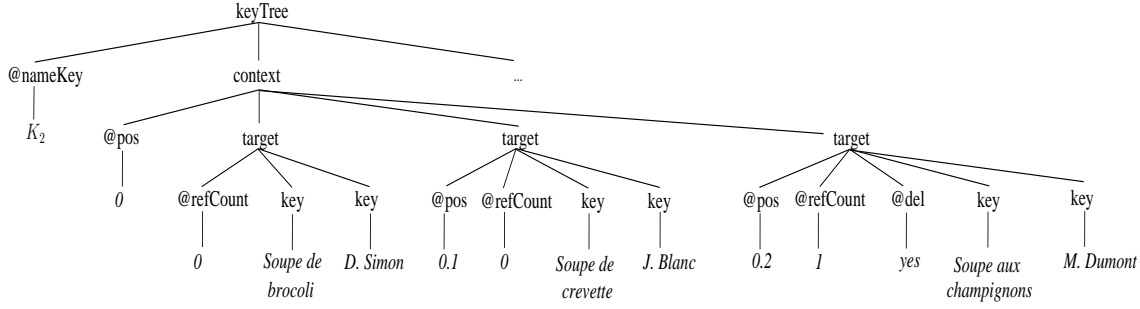 keyTree
@nameKey context ...
K2
@pos target target target
0
@refCount key key @pos @refCount key key @pos @refCount @del key key
0 Soupe de D. Simon 0.1 0 Soupe de J. Blanc 0.2 1 yes Soupe aux M. Dumont
brocoli crevette champignons